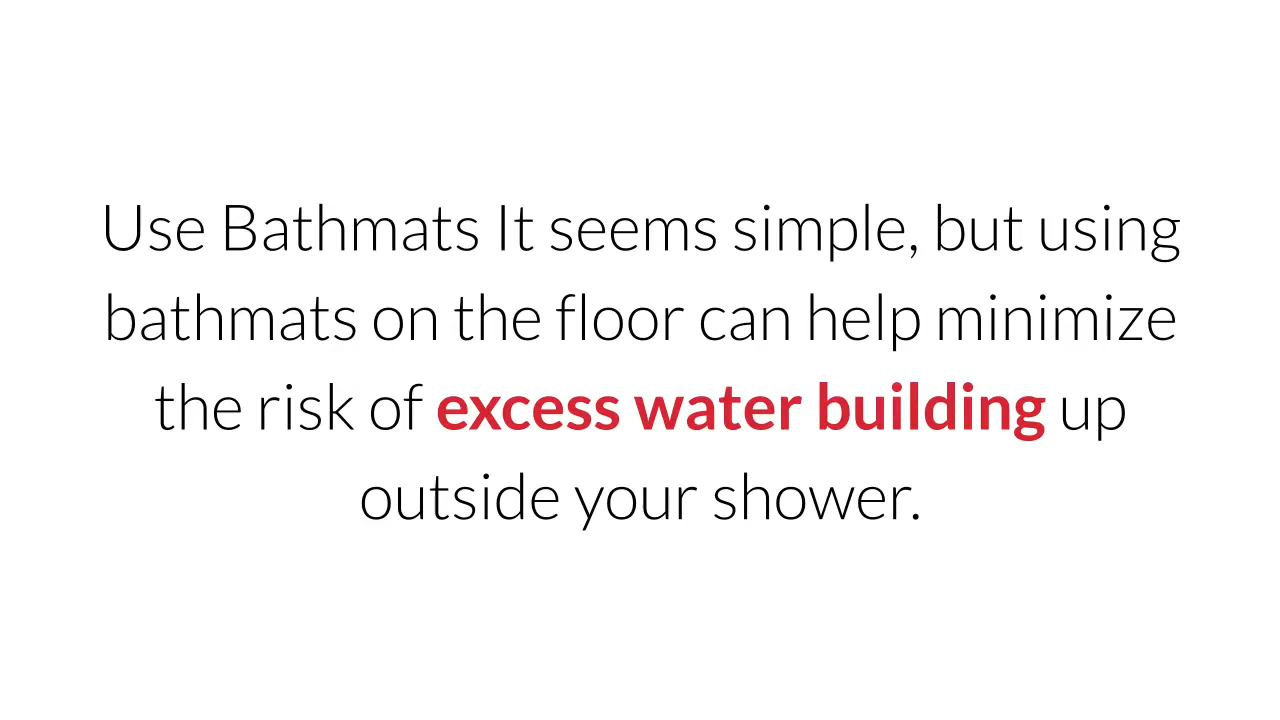 Use Bathmats It seems simple, but using
bathmats on the floor can help minimize
the risk of excess water building up
outside your shower.